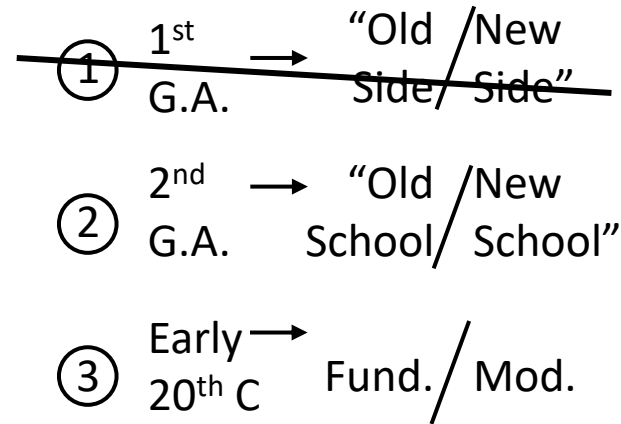 1 1st → “Old / New
G.A. Side / Side”
2 2nd → “Old / New
G.A. School / School”
3 Early → Fund. / Mod.
20th C